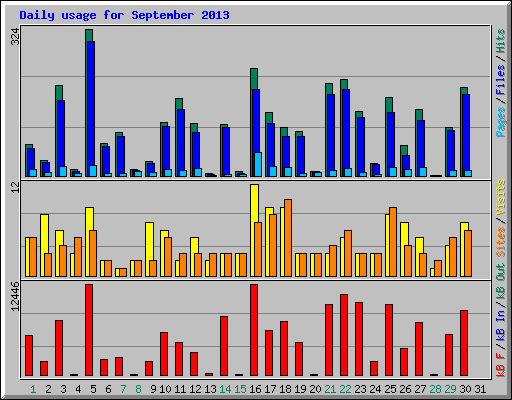 Daily usage for September 2013
324
Pages / Files / Hits
12
Sites / Visits
12446
kB F / kB In / kB Out
1 2 3 4 5 6 7 8 9 10 11 12 13 14 15 16 17 18 19 20 21 22 23 24 25 26 27 28 29 30 31